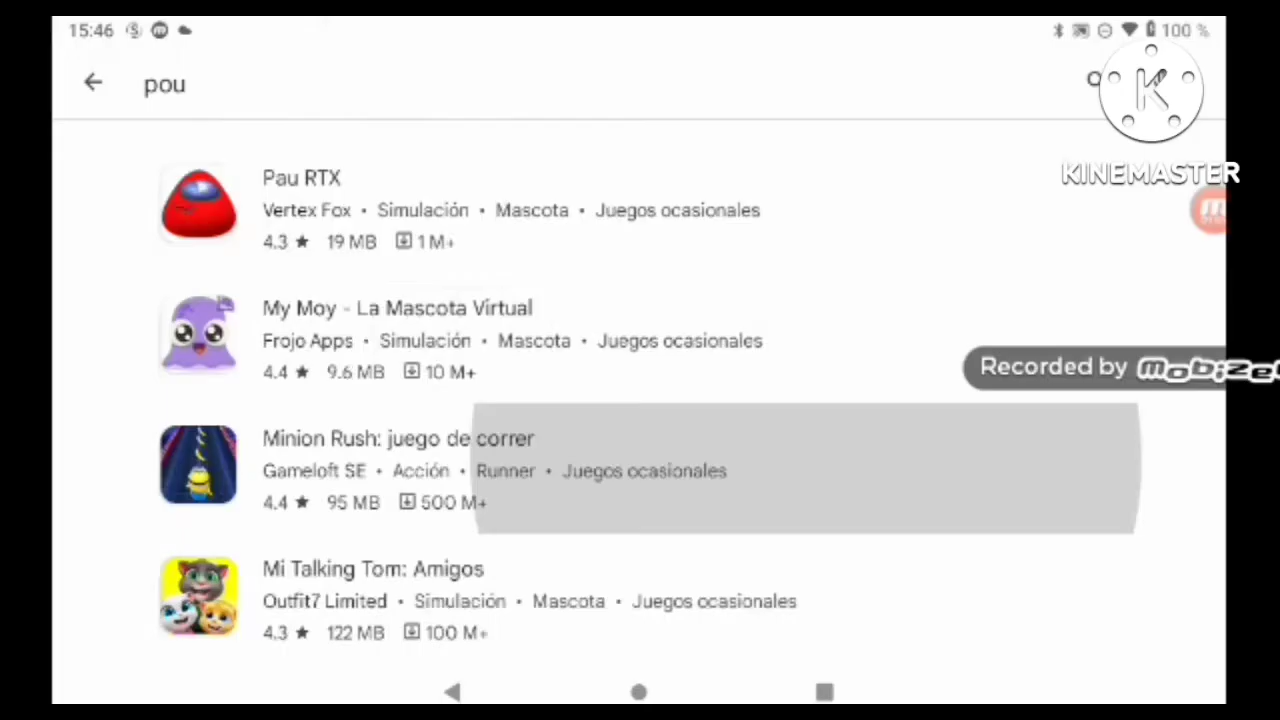 15:46
100 %
pou
KINEMASTER
Pau RTX
Vertex Fox • Simulación • Mascota • Juegos ocasionales
4.3 ★ 19 MB 1 M+
My Moy - La Mascota Virtual
Frojo Apps • Simulación • Mascota • Juegos ocasionales
4.4 ★ 9.6 MB 10 M+
Recorded by
Minion Rush: juego de correr
Gameloft SE • Acción • Runner • Juegos ocasionales
4.4 ★ 95 MB 500 M+
Mi Talking Tom: Amigos
Outfit7 Limited • Simulación • Mascota • Juegos ocasionales
4.3 ★ 122 MB 100 M+